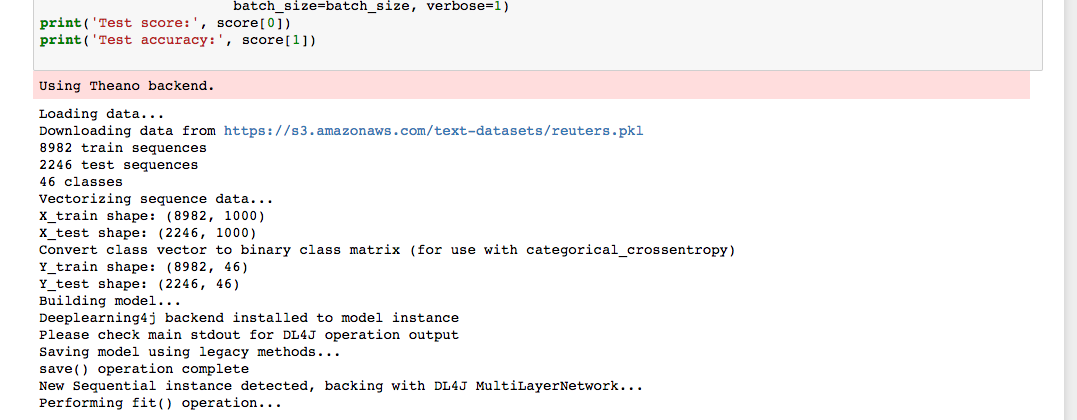 batch_size=batch_size, verbose=1)
print('Test score:', score[0])
print('Test accuracy:', score[1])
Using Theano backend.
Loading data...
Downloading data from https://s3.amazonaws.com/text-datasets/reuters.pkl
8982 train sequences
2246 test sequences
46 classes
Vectorizing sequence data...
X_train shape: (8982, 1000)
X_test shape: (2246, 1000)
Convert class vector to binary class matrix (for use with categorical_crossentropy)
Y_train shape: (8982, 46)
Y_test shape: (2246, 46)
Building model...
Deeplearning4j backend installed to model instance
Please check main stdout for DL4J operation output
Saving model using legacy methods...
save() operation complete
New Sequential instance detected, backing with DL4J MultiLayerNetwork...
Performing fit() operation...